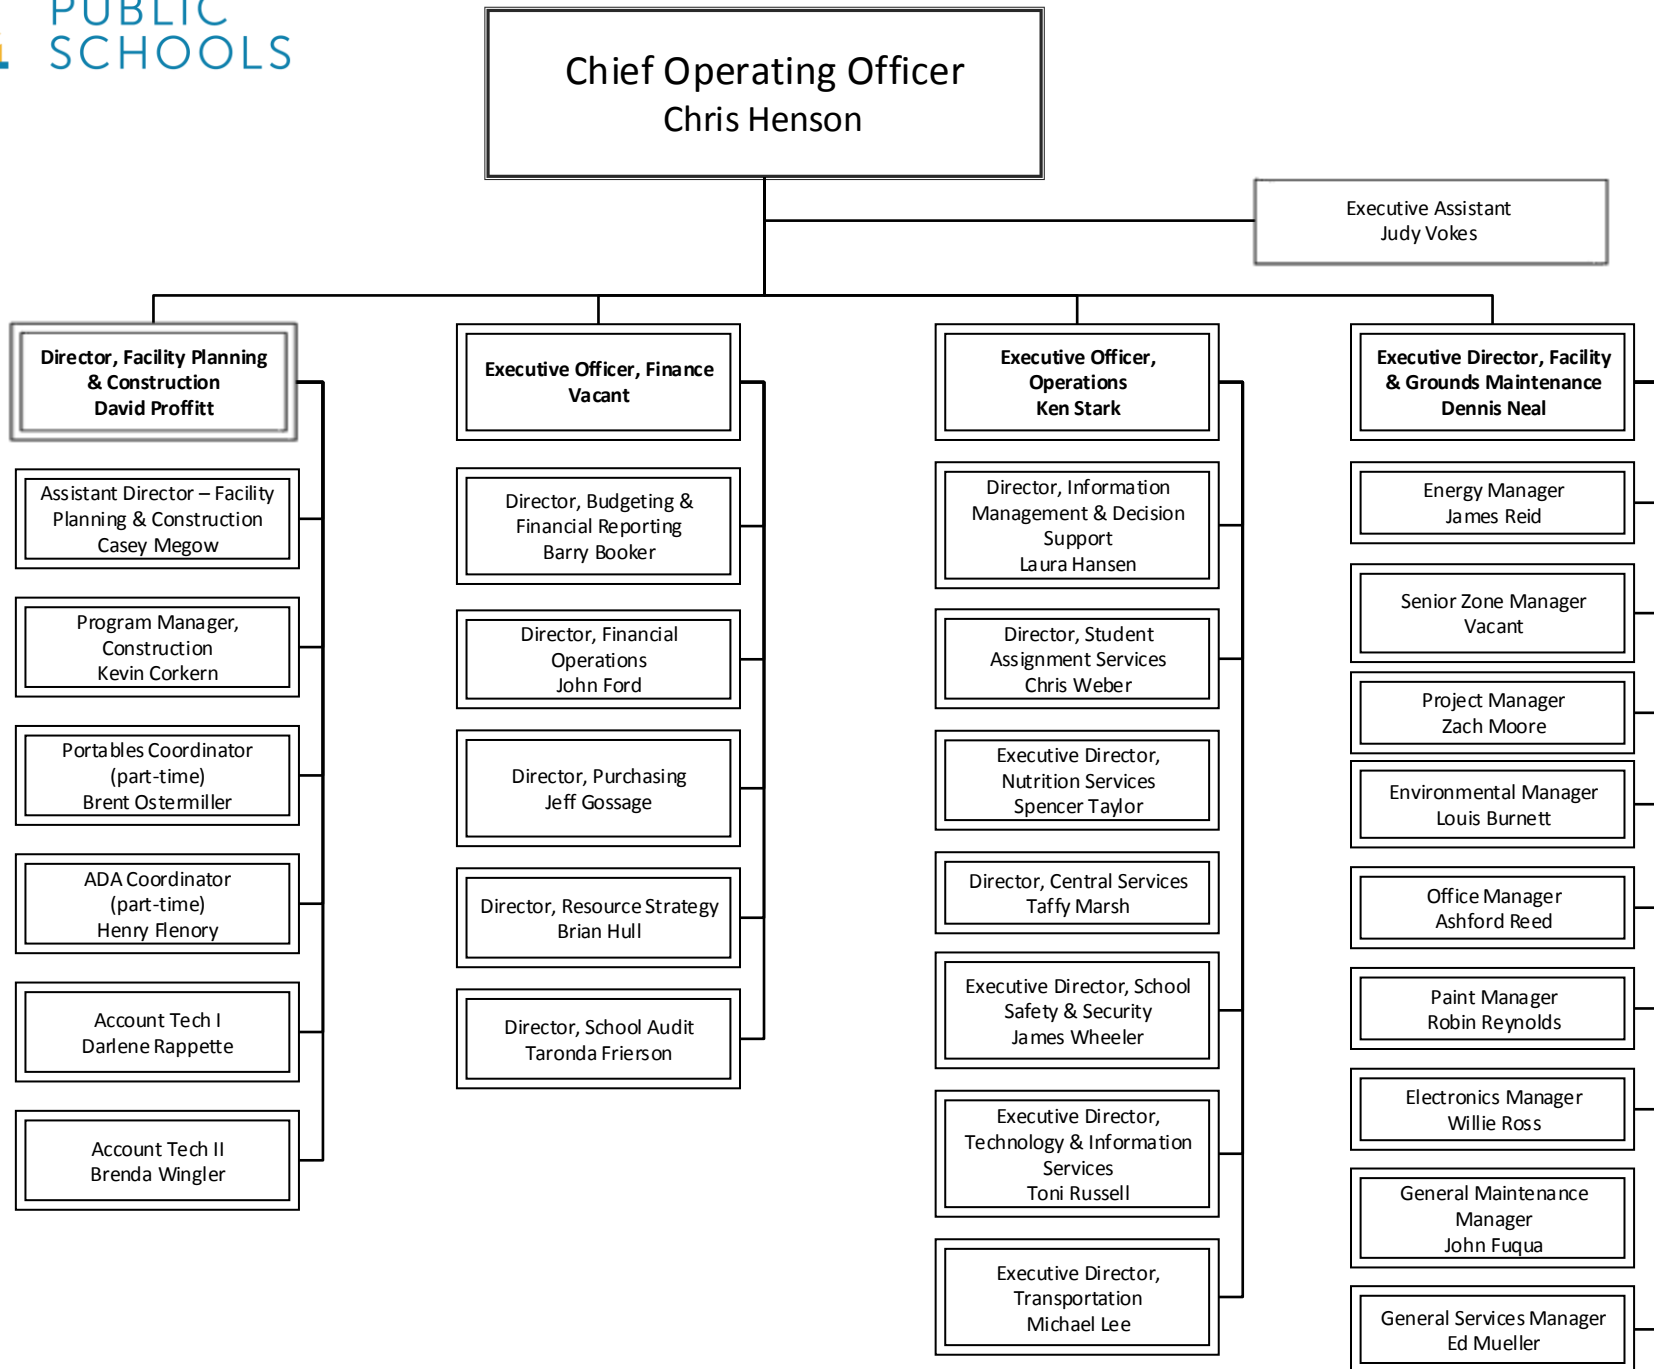 PUBLIC
SCHOOLS
Chief Operating Officer
Chris Henson
Executive Assistant
Judy Vokes
Director, Facility Planning
& Construction
David Proffitt
Assistant Director – Facility
Planning & Construction
Casey Megow
Program Manager,
Construction
Kevin Corkern
Portables Coordinator
(part-time)
Brent Ostermiller
ADA Coordinator
(part-time)
Henry Flenory
Account Tech I
Darlene Rappette
Account Tech II
Brenda Wingler
Executive Officer, Finance
Vacant
Director, Budgeting &
Financial Reporting
Barry Booker
Director, Financial
Operations
John Ford
Director, Purchasing
Jeff Gossage
Director, Resource Strategy
Brian Hull
Director, School Audit
Taronda Frierson
Executive Officer,
Operations
Ken Stark
Director, Information
Management & Decision
Support
Laura Hansen
Director, Student
Assignment Services
Chris Weber
Executive Director,
Nutrition Services
Spencer Taylor
Director, Central Services
Taffy Marsh
Executive Director, School
Safety & Security
James Wheeler
Executive Director,
Technology & Information
Services
Toni Russell
Executive Director,
Transportation
Michael Lee
Executive Director, Facility
& Grounds Maintenance
Dennis Neal
Energy Manager
James Reid
Senior Zone Manager
Vacant
Project Manager
Zach Moore
Environmental Manager
Louis Burnett
Office Manager
Ashford Reed
Paint Manager
Robin Reynolds
Electronics Manager
Willie Ross
General Maintenance
Manager
John Fuqua
General Services Manager
Ed Mueller